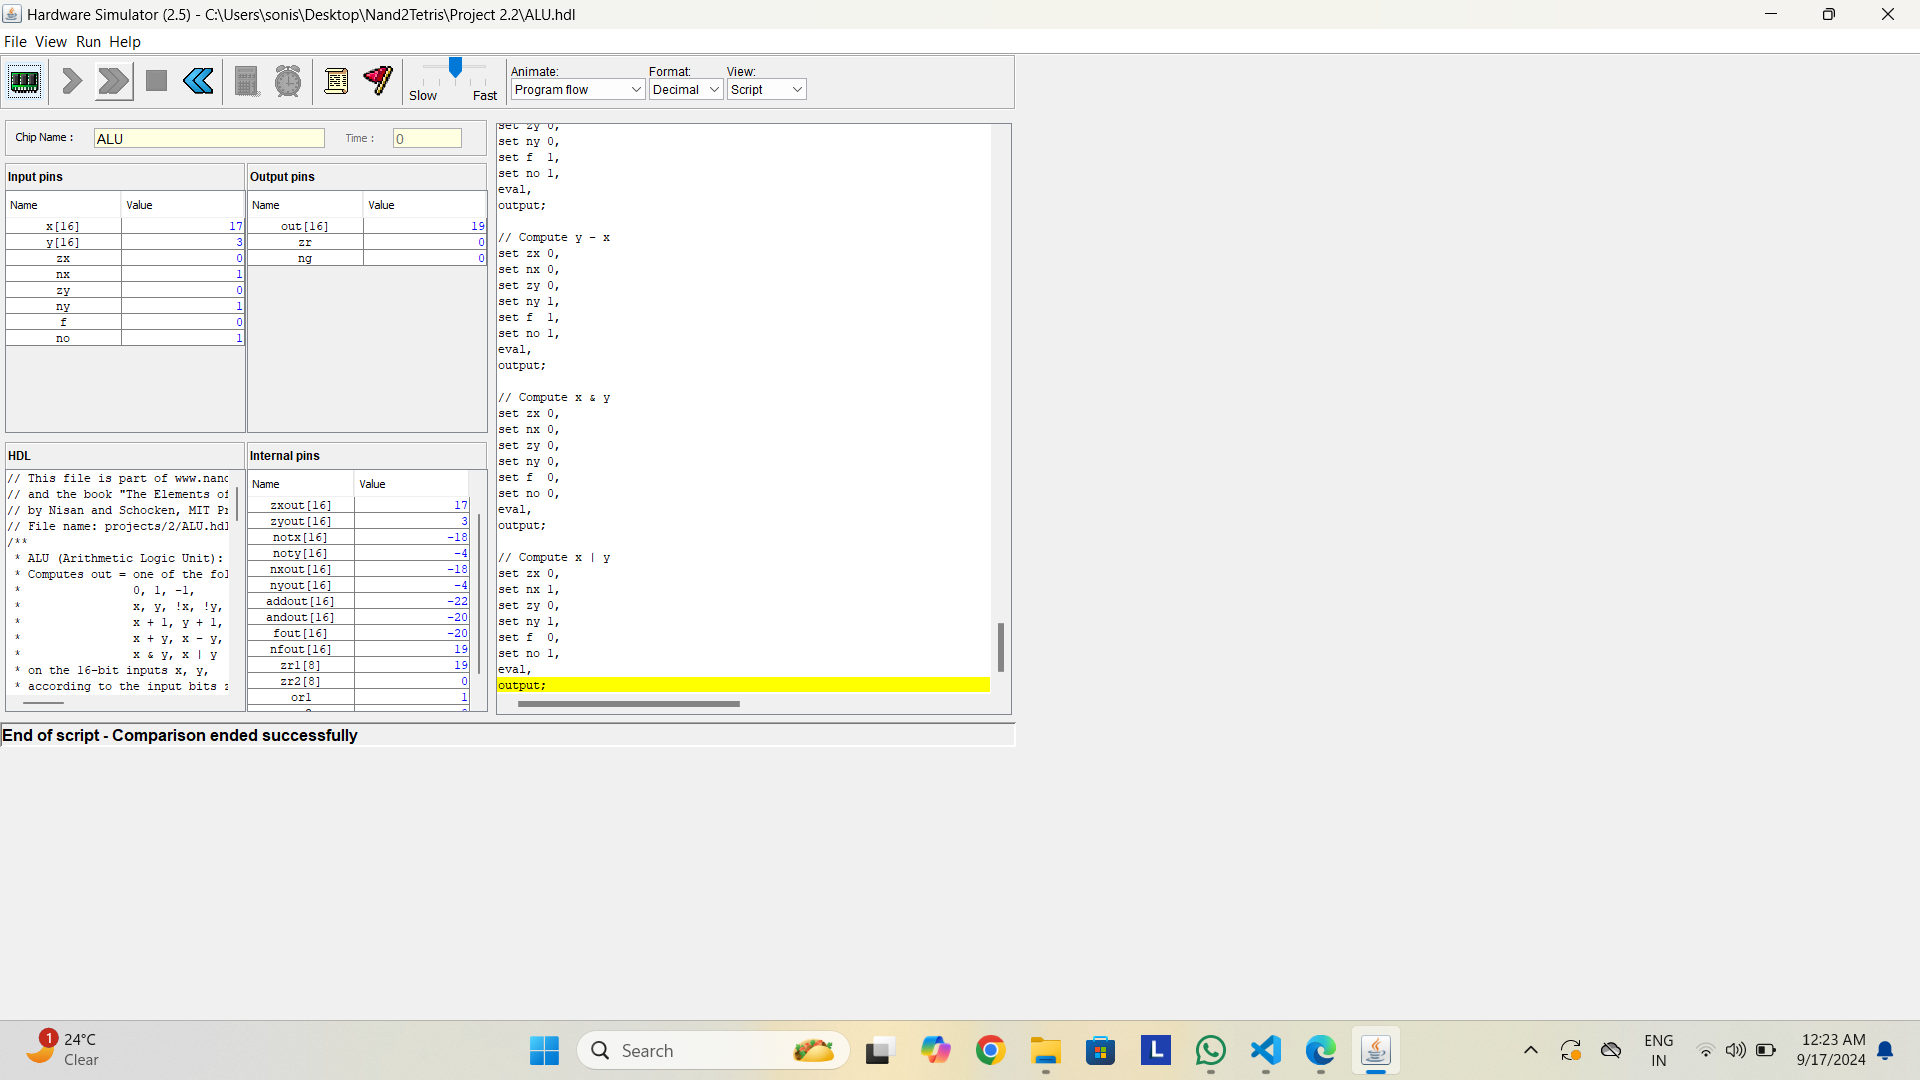 Hardware Simulator (2.5) - C:\Users\sonis\Desktop\Nand2Tetris\Project 2.2\ALU.hdl
File View Run Help
Slow Fast
Animate: Format: View:
Program flow Decimal Script
Chip Name : ALU Time : 0
Input pins
Name Value
x[16] 17
y[16] 3
zx 0
nx 1
zy 0
ny 1
f 0
no 1
Output pins
Name Value
out[16] 19
zr 0
ng 0
HDL
// This file is part of www.nand
// and the book "The Elements of
// by Nisan and Schocken, MIT Pr
// File name: projects/2/ALU.hdl
/**
* ALU (Arithmetic Logic Unit):
* Computes out = one of the fol
* 0, 1, -1,
* x, y, !x, !y,
* x + 1, y + 1,
* x + y, x - y,
* x & y, x | y
* on the 16-bit inputs x, y,
* according to the input bits z
Internal pins
Name Value
zxout[16] 17
zyout[16] 3
notx[16] -18
noty[16] -4
nxout[16] -18
nyout[16] -4
addout[16] -22
andout[16] -20
fout[16] -20
nfout[16] 19
zr1[8] 19
zr2[8] 0
or1 1
set zy 0,
set ny 0,
set f 1,
set no 1,
eval,
output;
// Compute y - x
set zx 0,
set nx 0,
set zy 0,
set ny 1,
set f 1,
set no 1,
eval,
output;
// Compute x & y
set zx 0,
set nx 0,
set zy 0,
set ny 0,
set f 0,
set no 0,
eval,
output;
// Compute x | y
set zx 0,
set nx 1,
set zy 0,
set ny 1,
set f 0,
set no 1,
eval,
output;
End of script - Comparison ended successfully
1
24°C
Clear
Search
L
ENG
IN
12:23 AM
9/17/2024